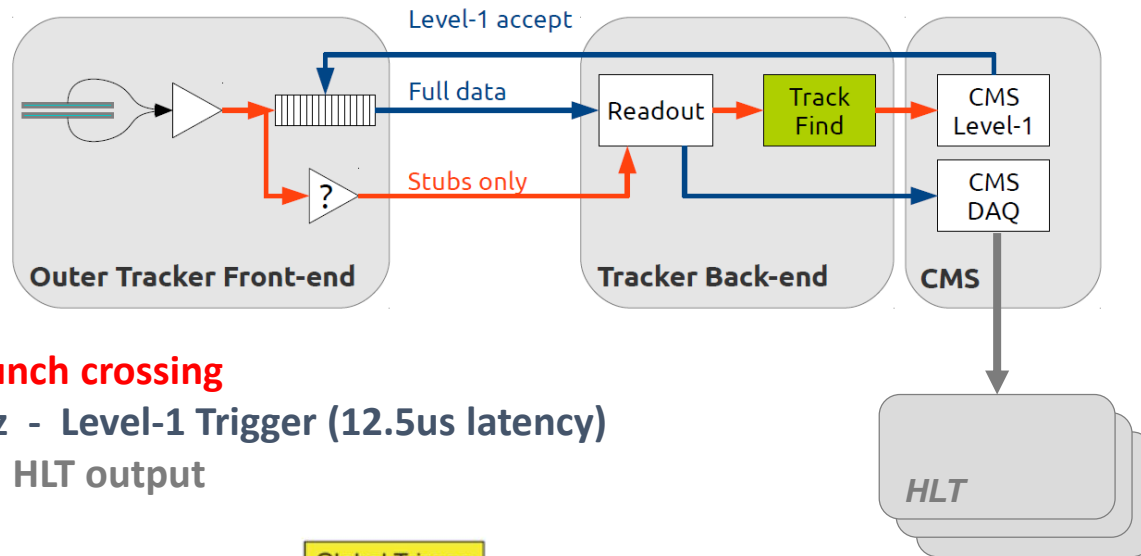 Level-1 accept
Full data
Readout
Track
Find
CMS
Level-1
?
Stubs only
CMS
DAQ
Outer Tracker Front-end
Tracker Back-end
CMS
crossing
- Level-1 Trigger (12.5us latency)
HLT output
HLT